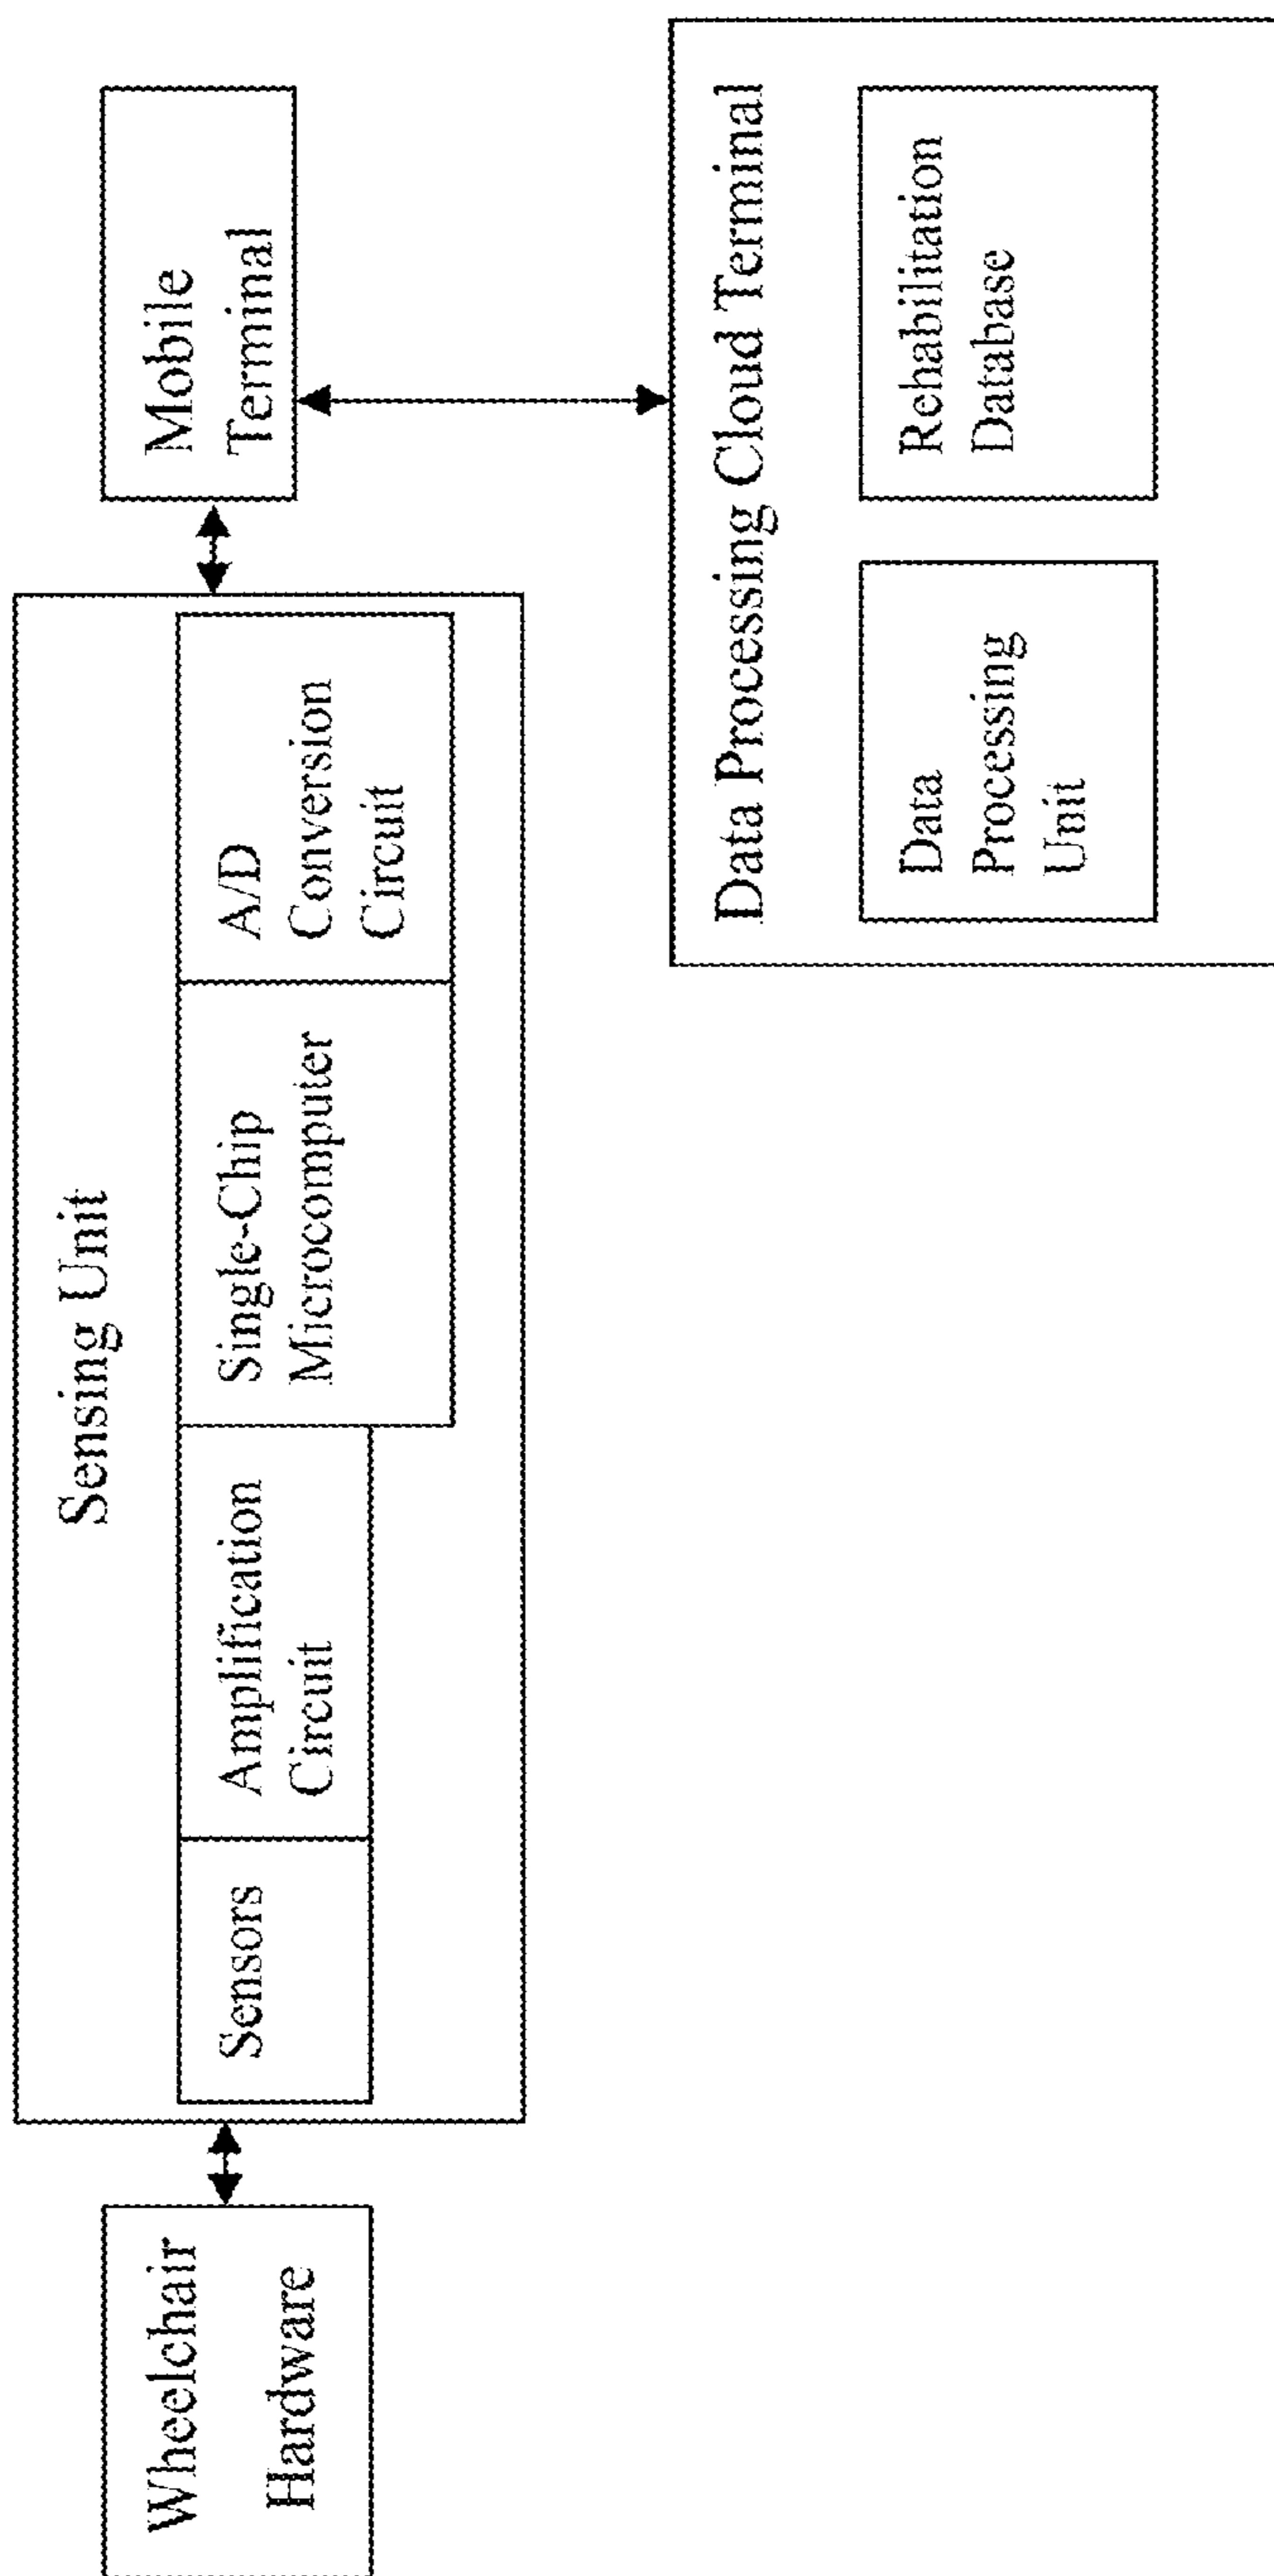 Wheelchair
Hardware
Sensing Unit
Sensors
Amplification
Circuit
Single-Chip
Microcomputer
A/D
Conversion
Circuit
Mobile
Terminal
Data Processing Cloud Terminal
Data
Processing
Unit
Rehabilitation
Database